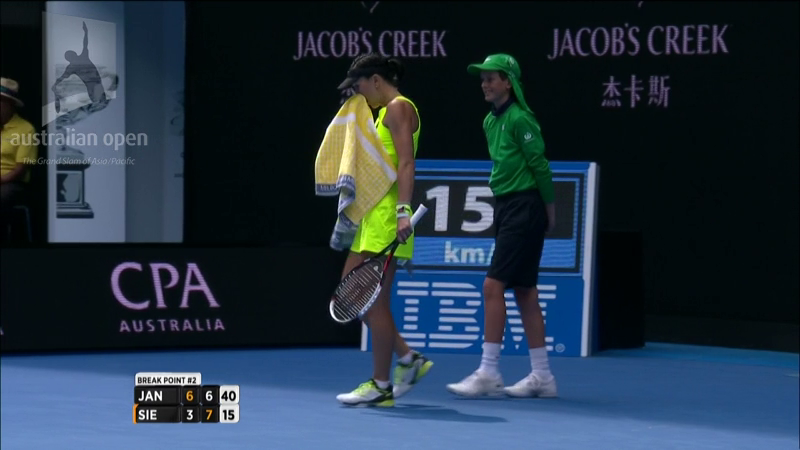 JACOB'S CREEK
JACOB'S CREEK
杰卡斯
australian open
The Grand Slam of Asia/Pacific
15
km/
IBM
CPA
AUSTRALIA
BREAK POINT #2
JAN 6 6 40
SIE 3 7 15